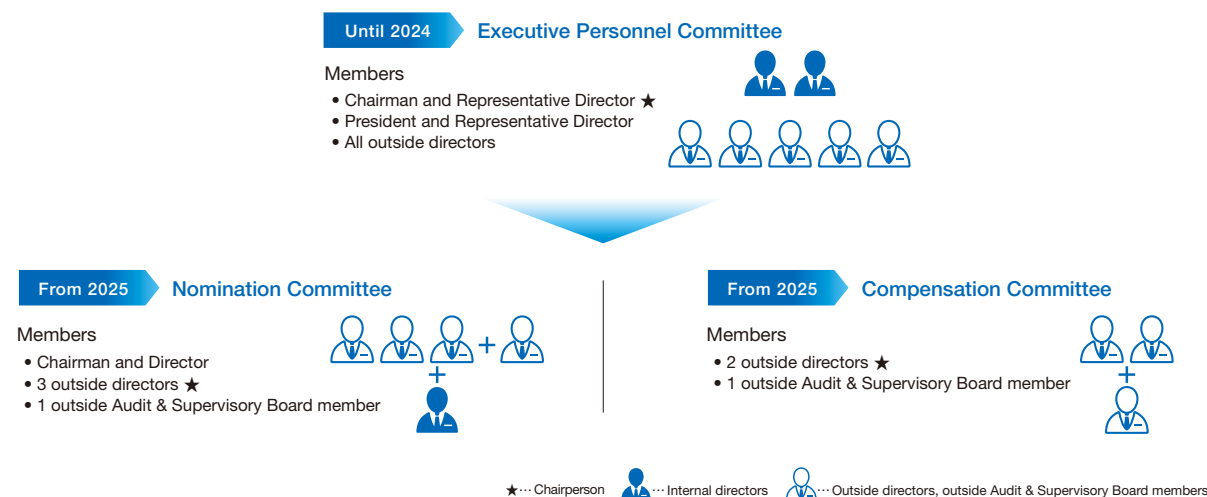 Until 2024
Executive Personnel Committee
Members
• Chairman and Representative Director ★
• President and Representative Director
• All outside directors
From 2025
Nomination Committee
Members
• Chairman and Director
• 3 outside directors ★
• 1 outside Audit & Supervisory Board member
From 2025
Compensation Committee
Members
• 2 outside directors ★
• 1 outside Audit & Supervisory Board member
★… Chairperson
… Internal directors
… Outside directors, outside Audit & Supervisory Board members